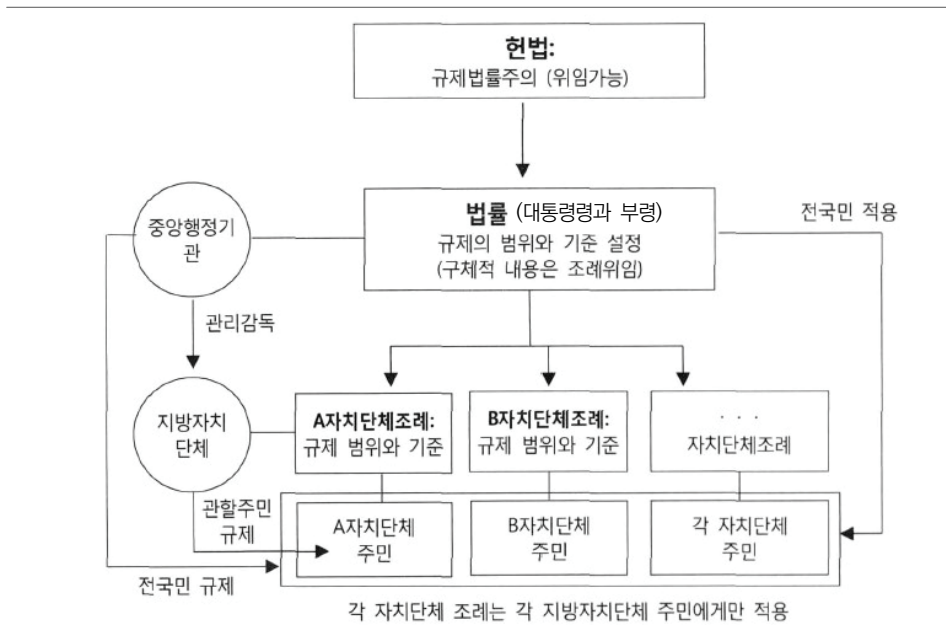 헌법:
규제법률주의 (위임가능)
법률 (대통령령과 부령)
규제의 범위와 기준 설정
(구체적 내용은 조례위임)
전국민 적용
중앙행정기
관
관리감독
지방자치
단체
A자치단체조례:
규제 범위와 기준
B자치단체조례:
규제 범위와 기준
· · ·
자치단체조례
관할주민
규제
A자치단체
주민
B자치단체
주민
각 자치단체
주민
전국민 규제
각 자치단체 조례는 각 지방자치단체 주민에게만 적용